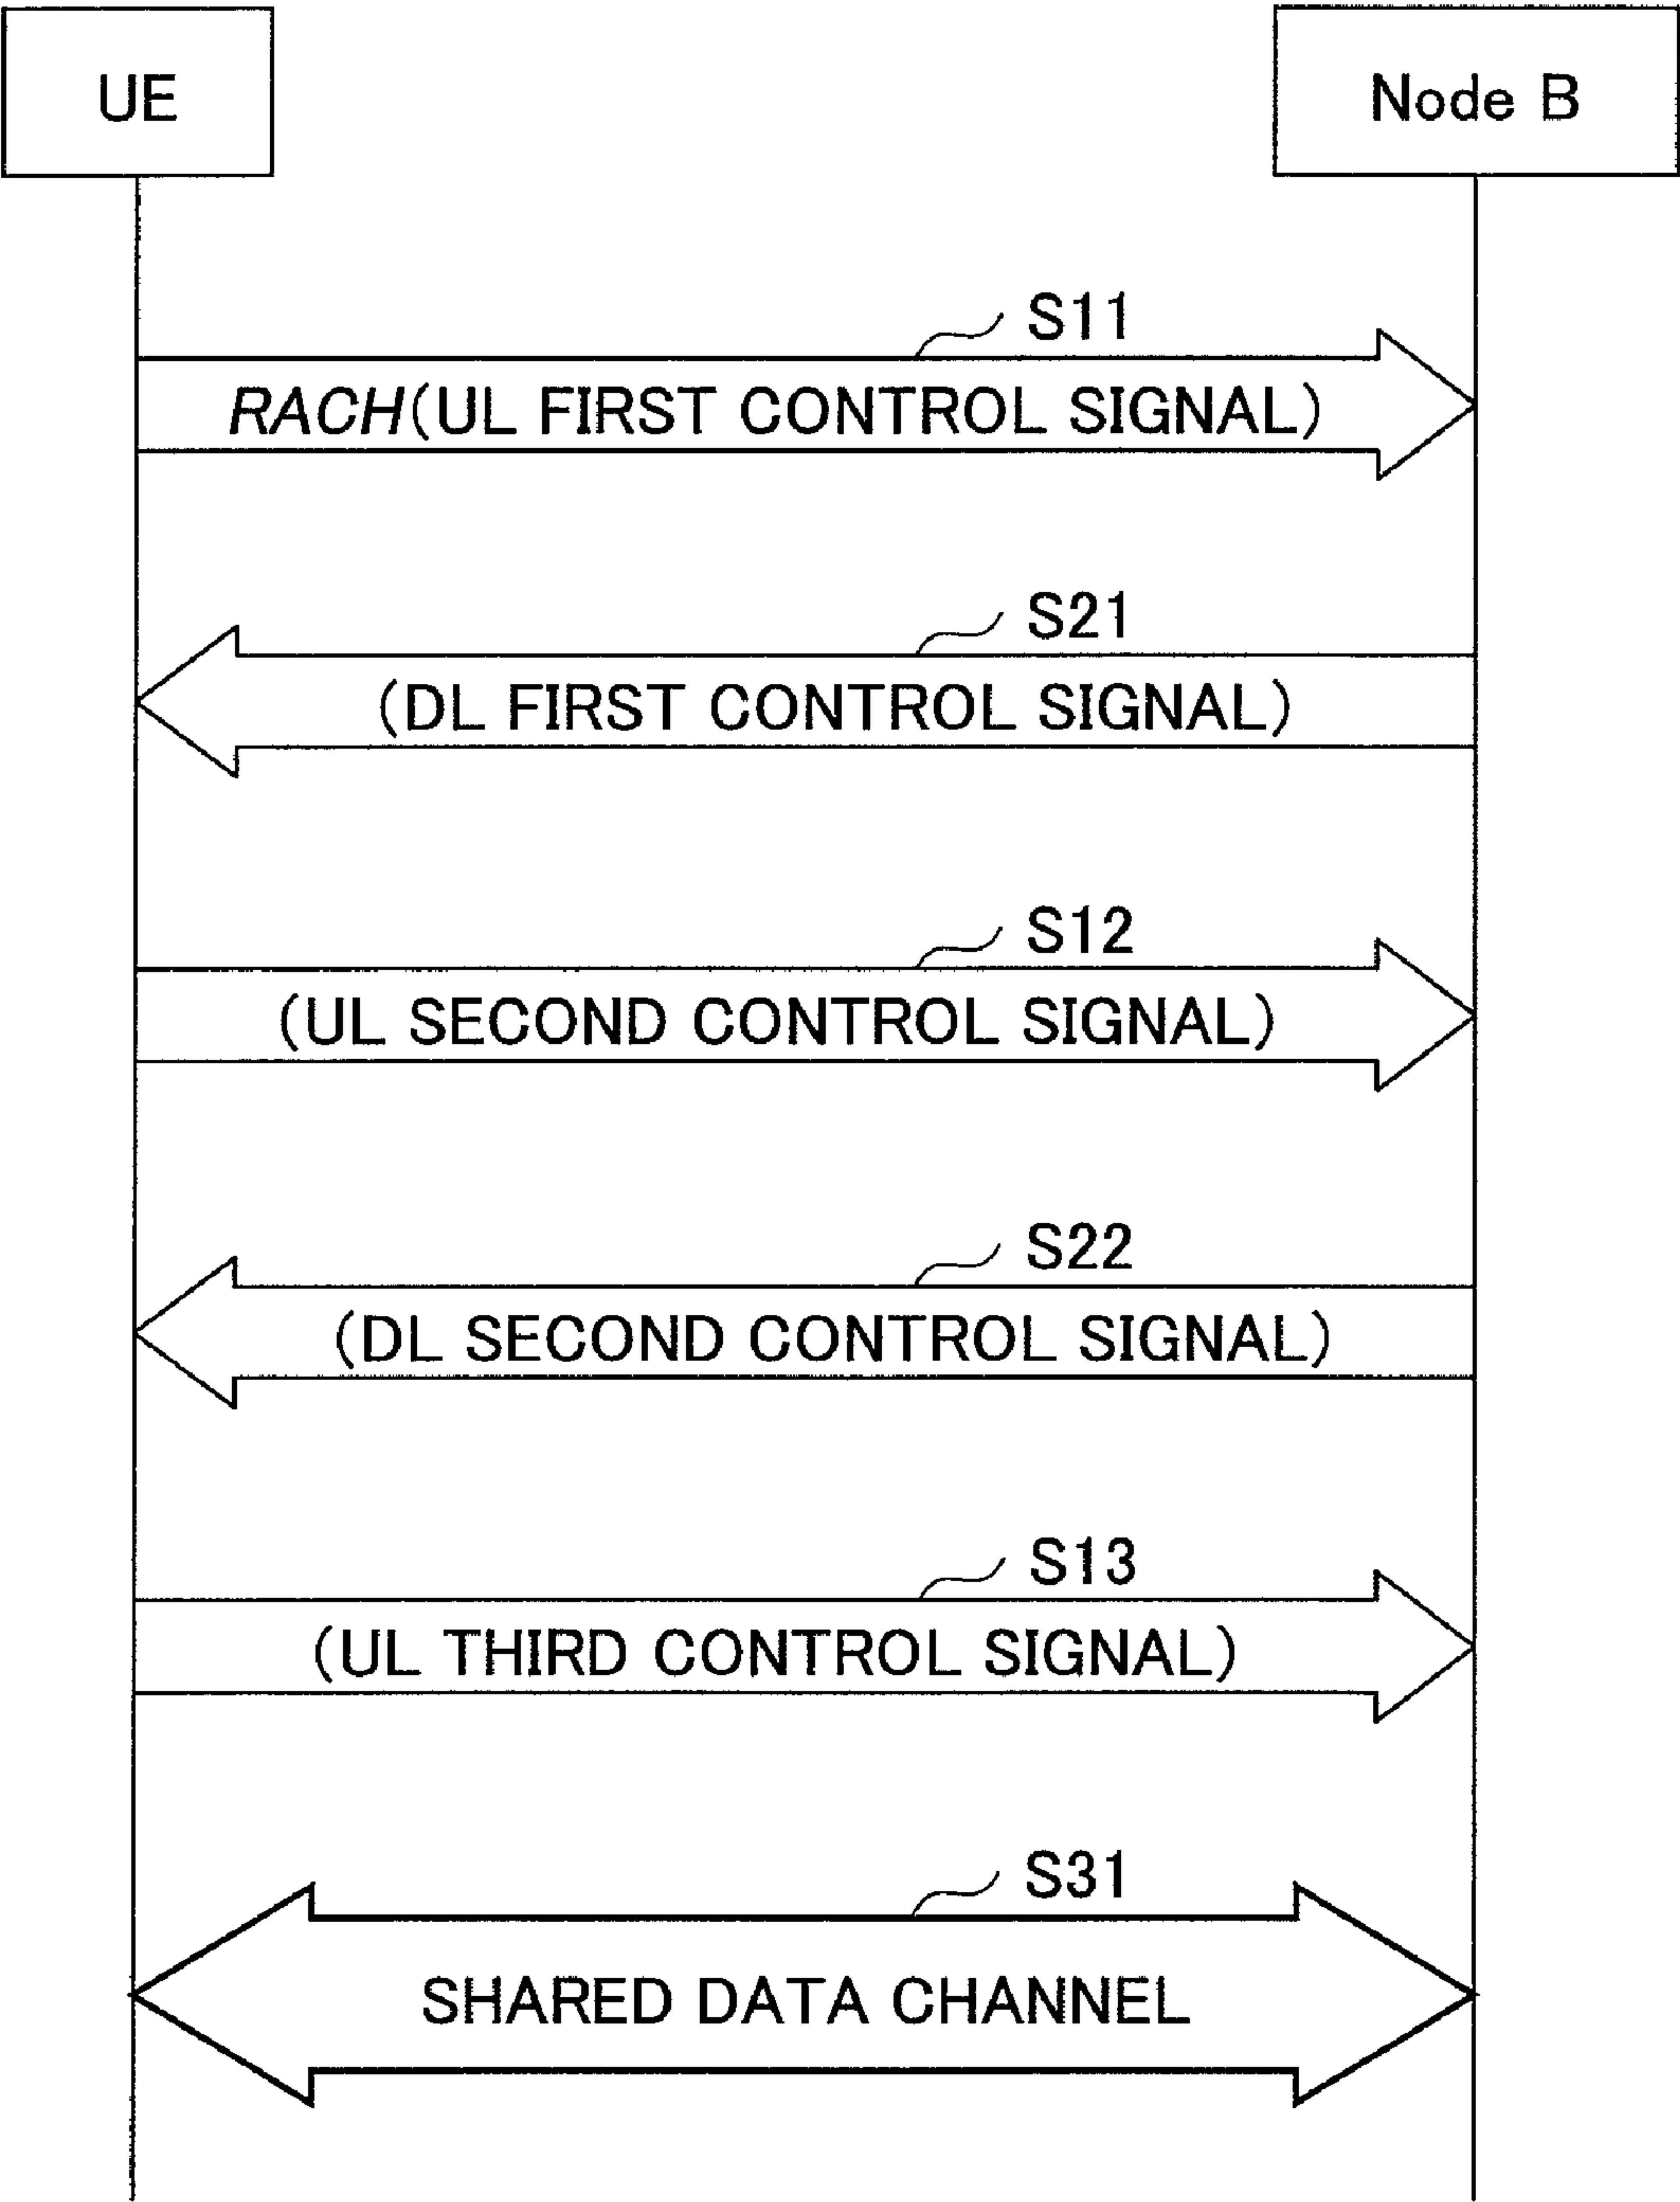 UE
Node B
S11
RACH(UL FIRST CONTROL SIGNAL)
S21
(DL FIRST CONTROL SIGNAL)
S12
(UL SECOND CONTROL SIGNAL)
S22
(DL SECOND CONTROL SIGNAL)
S13
(UL THIRD CONTROL SIGNAL)
S31
SHARED DATA CHANNEL